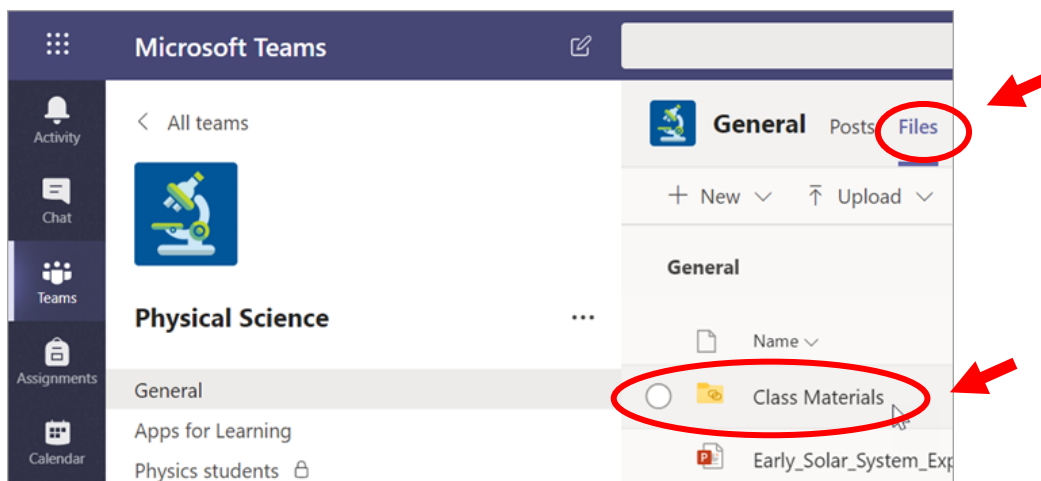 Microsoft Teams
Activity
Chat
Teams
Assignments
Calendar
All teams
Physical Science
General
Apps for Learning
Physics students
General Posts Files
New Upload
General
Name
Class Materials
Early_Solar_System_Exp